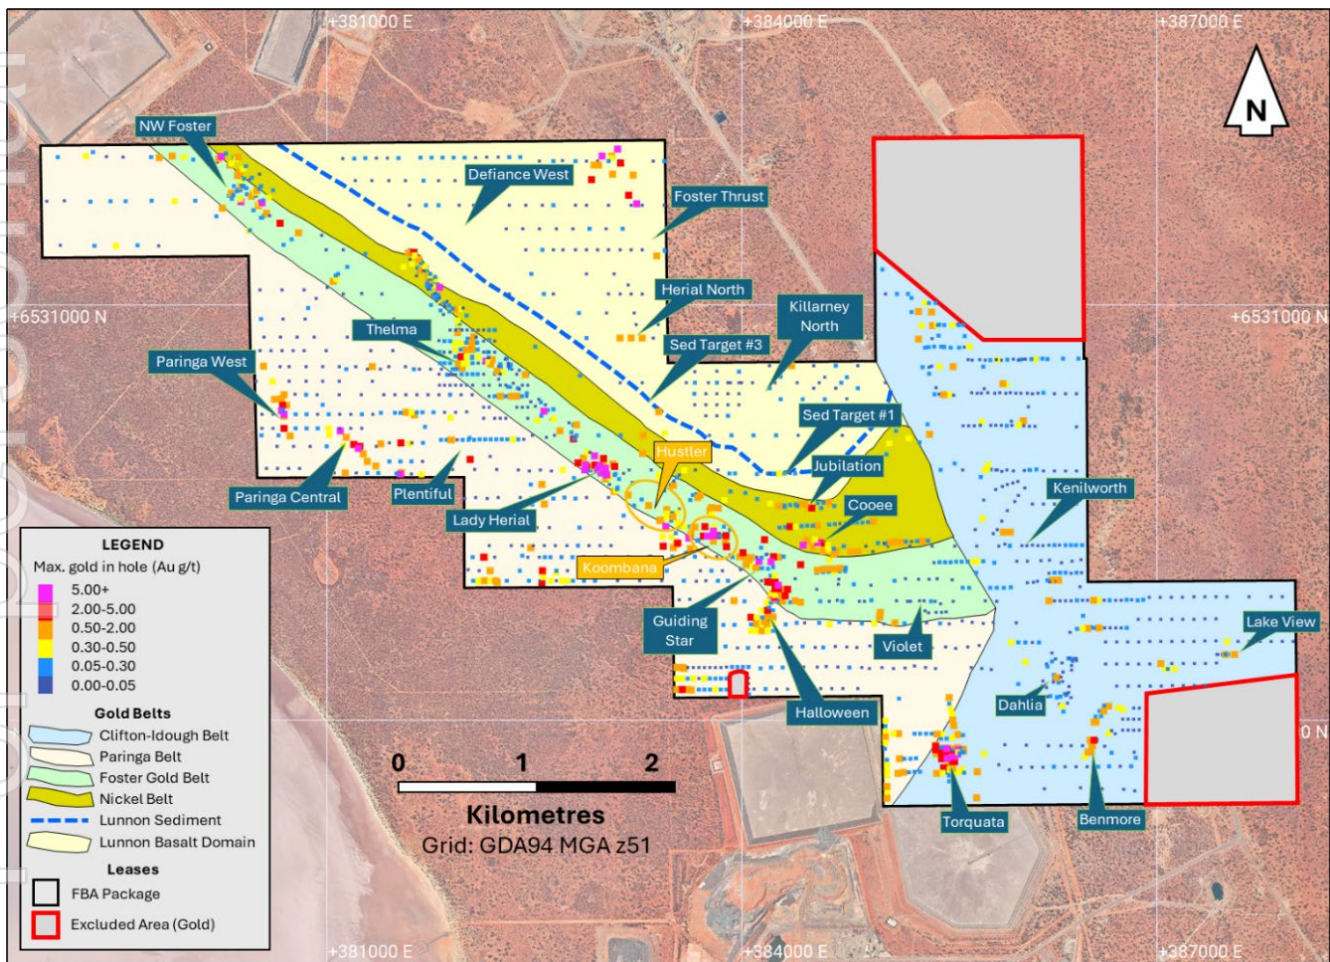 +381000 E
+384000 E
+387000 E
N
NW Foster
Defiance West
Foster Thrust
Herial North
Killarney
North
+6531000 N
+6531000 N
Thelma
Sed Target #3
Paringa West
Sed Target #1
Hustler
Jubilation
Kenilworth
Paringa Central
Plentiful
Cooee
Lady Herial
Koombana
Guiding
Star
Violet
Lake View
Dahlia
Halloween
0 N
Torquata
Benmore
LEGEND
Max. gold in hole (Au g/t)
5.00+
2.00-5.00
0.50-2.00
0.30-0.50
0.05-0.30
0.00-0.05
Gold Belts
Clifton-Idough Belt
Paringa Belt
Foster Gold Belt
Nickel Belt
Lunnon Sediment
Lunnon Basalt Domain
Leases
FBA Package
Excluded Area (Gold)
0 1 2
Kilometres
Grid: GDA94 MGA z51
+381000 E
+384000 E
+387000 E